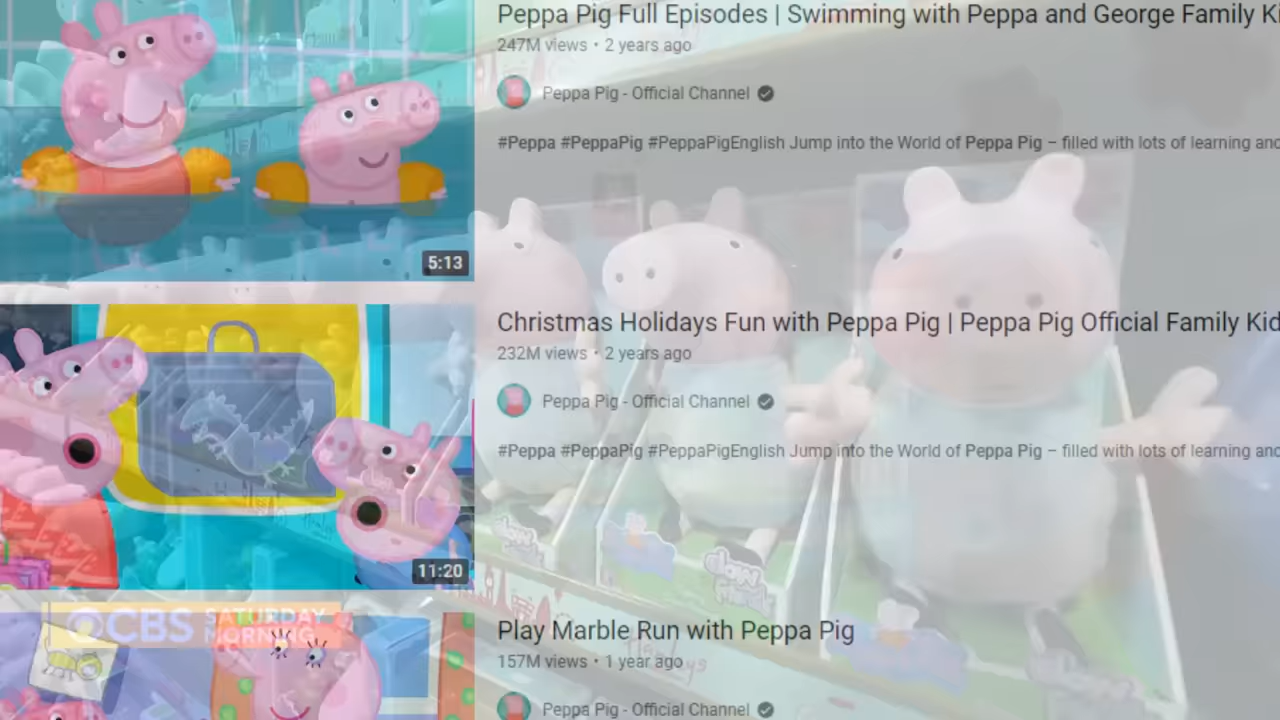 Peppa Pig Full Episodes | Swimming with Peppa and George Family Ki
247M views • 2 years ago
Peppa Pig - Official Channel
#Peppa #PeppaPig #PeppaPigEnglish Jump into the World of Peppa Pig – filled with lots of learning and
5:13
Christmas Holidays Fun with Peppa Pig | Peppa Pig Official Family Kid
232M views • 2 years ago
Peppa Pig - Official Channel
#Peppa #PeppaPig #PeppaPigEnglish Jump into the World of Peppa Pig – filled with lots of learning and
11:20
CBS SATURDAY
MORNING
Play Marble Run with Peppa Pig
157M views • 1 year ago
Peppa Pig - Official Channel